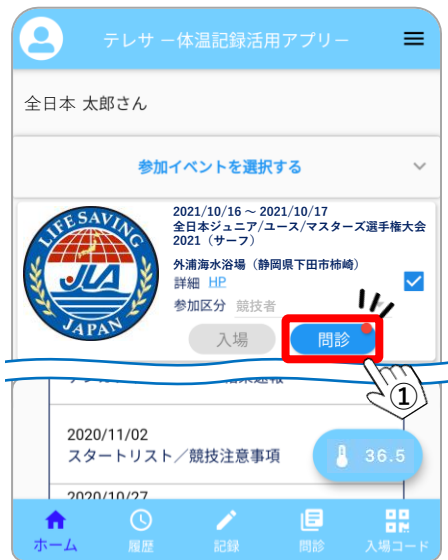 テレサ ー体温記録活用アプリー
全日本 太郎さん
参加イベントを選択する
LIFE SAVING
JLA
JAPAN
2021/10/16 ～ 2021/10/17
全日本ジュニア/ユース/マスターズ選手権大会
2021（サーフ）
外浦海水浴場（静岡県下田市柿崎）
詳細 HP
参加区分 競技者
入場 問診
①
2020/11/02
スタートリスト／競技注意事項
36.5
2020/10/27
ホーム 履歴 記録 問診 入場コード